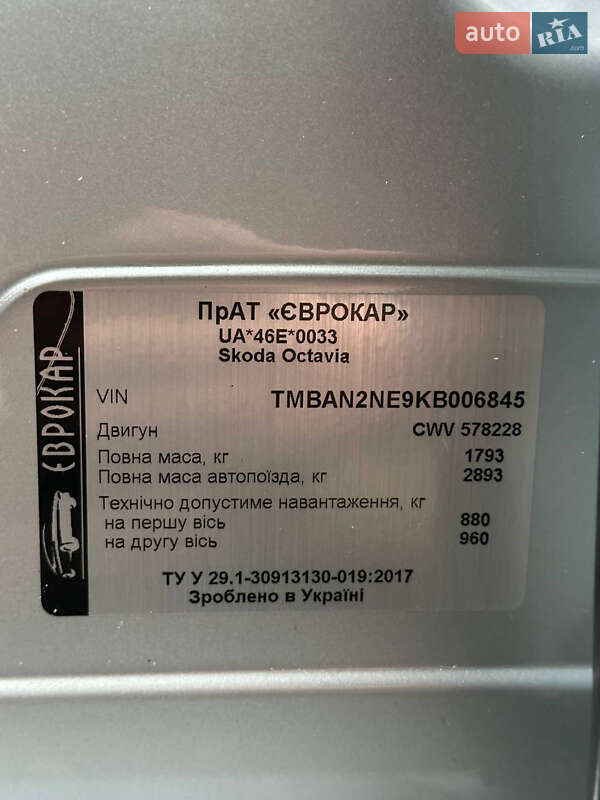 auto RIA.com
ПрАТ «ЄВРОКАР»
UA*46E*0033
Skoda Octavia
ЄВРОКАР
VIN TMBAN2NE9KB006845
Двигун CWV 578228
Повна маса, кг 1793
Повна маса автопоїзда, кг 2893
Технічно допустиме навантаження, кг
на першу вісь 880
на другу вісь 960
ТУ У 29.1-30913130-019:2017
Зроблено в Україні